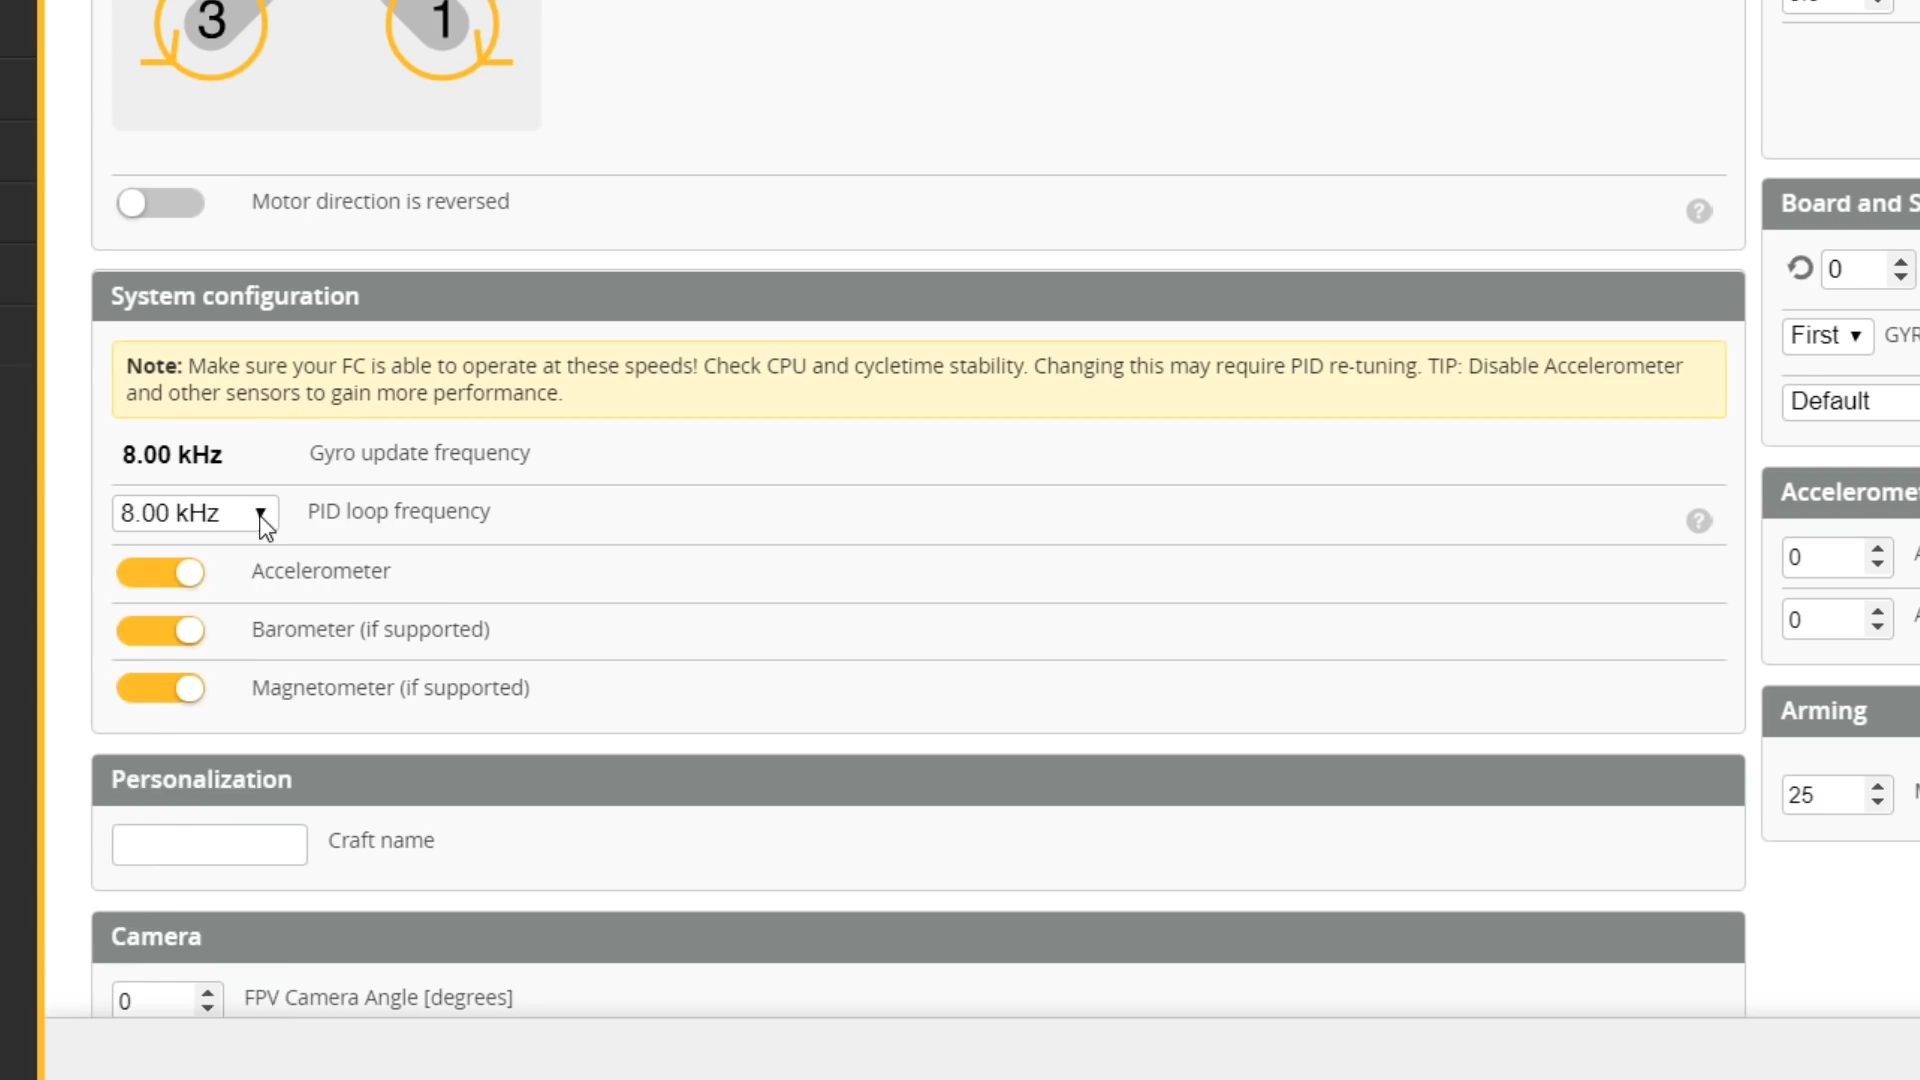 3
1
Motor direction is reversed
?
System configuration
Note: Make sure your FC is able to operate at these speeds! Check CPU and cycletime stability. Changing this may require PID re-tuning. TIP: Disable Accelerometer
and other sensors to gain more performance.
8.00 kHz Gyro update frequency
8.00 kHz PID loop frequency
?
Accelerometer
Barometer (if supported)
Magnetometer (if supported)
Personalization
Craft name
Camera
0 FPV Camera Angle [degrees]
Board and S
0
First GYR
Default
Accelerome
0
0
Arming
25